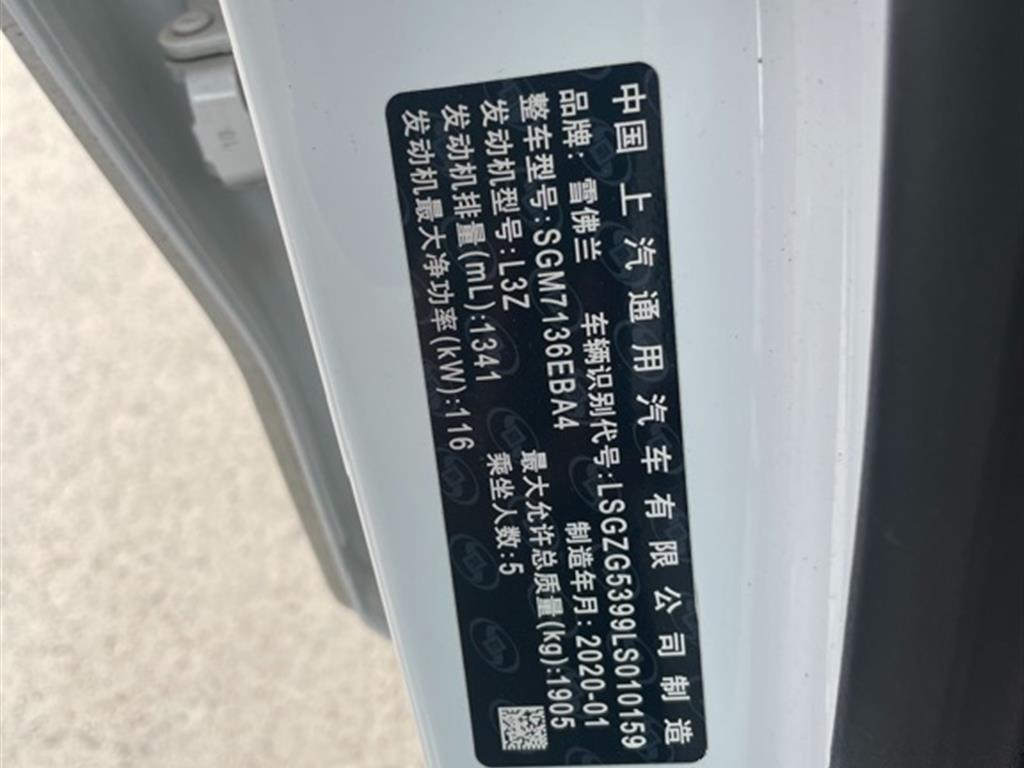 中国上汽通用汽车有限公司制造
品牌: 雪佛兰 车辆识别代号:LSGZG5399LS010159
整车型号:SGM7136EBA4 制造年月: 2020-01
发动机型号:L3Z 最大允许总质量(kg):1905
发动机排量(mL):1341 乘坐人数:5
发动机最大净功率(kW):116